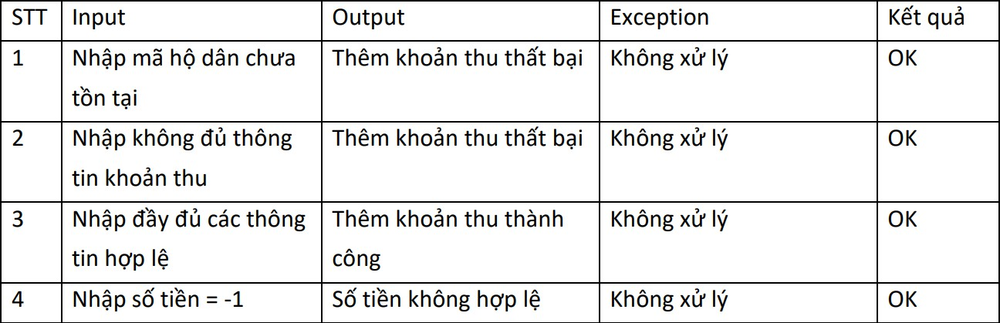 STT Input Output Exception Kết quả
1 Nhập mã hộ dân chưa Thêm khoản thu thất bại Không xử lý OK
tồn tại
2 Nhập không đủ thông Thêm khoản thu thất bại Không xử lý OK
tin khoản thu
3 Nhập đầy đủ các thông Thêm khoản thu thành Không xử lý OK
tin hợp lệ công
4 Nhập số tiền = -1 Số tiền không hợp lệ Không xử lý OK